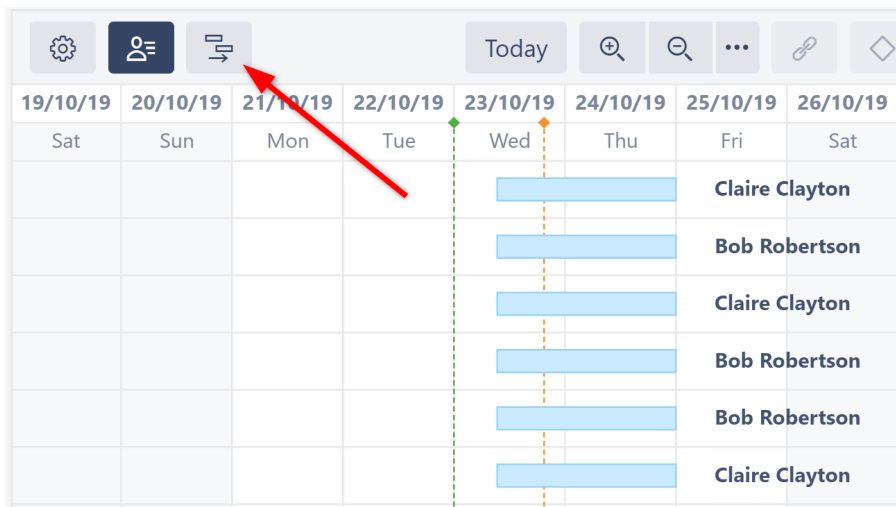 Today
19/10/19 20/10/19 21/10/19 22/10/19 23/10/19 24/10/19 25/10/19 26/10/19
Sat Sun Mon Tue Wed Thu Fri Sat
Claire Clayton
Bob Robertson
Claire Clayton
Bob Robertson
Bob Robertson
Claire Clayton